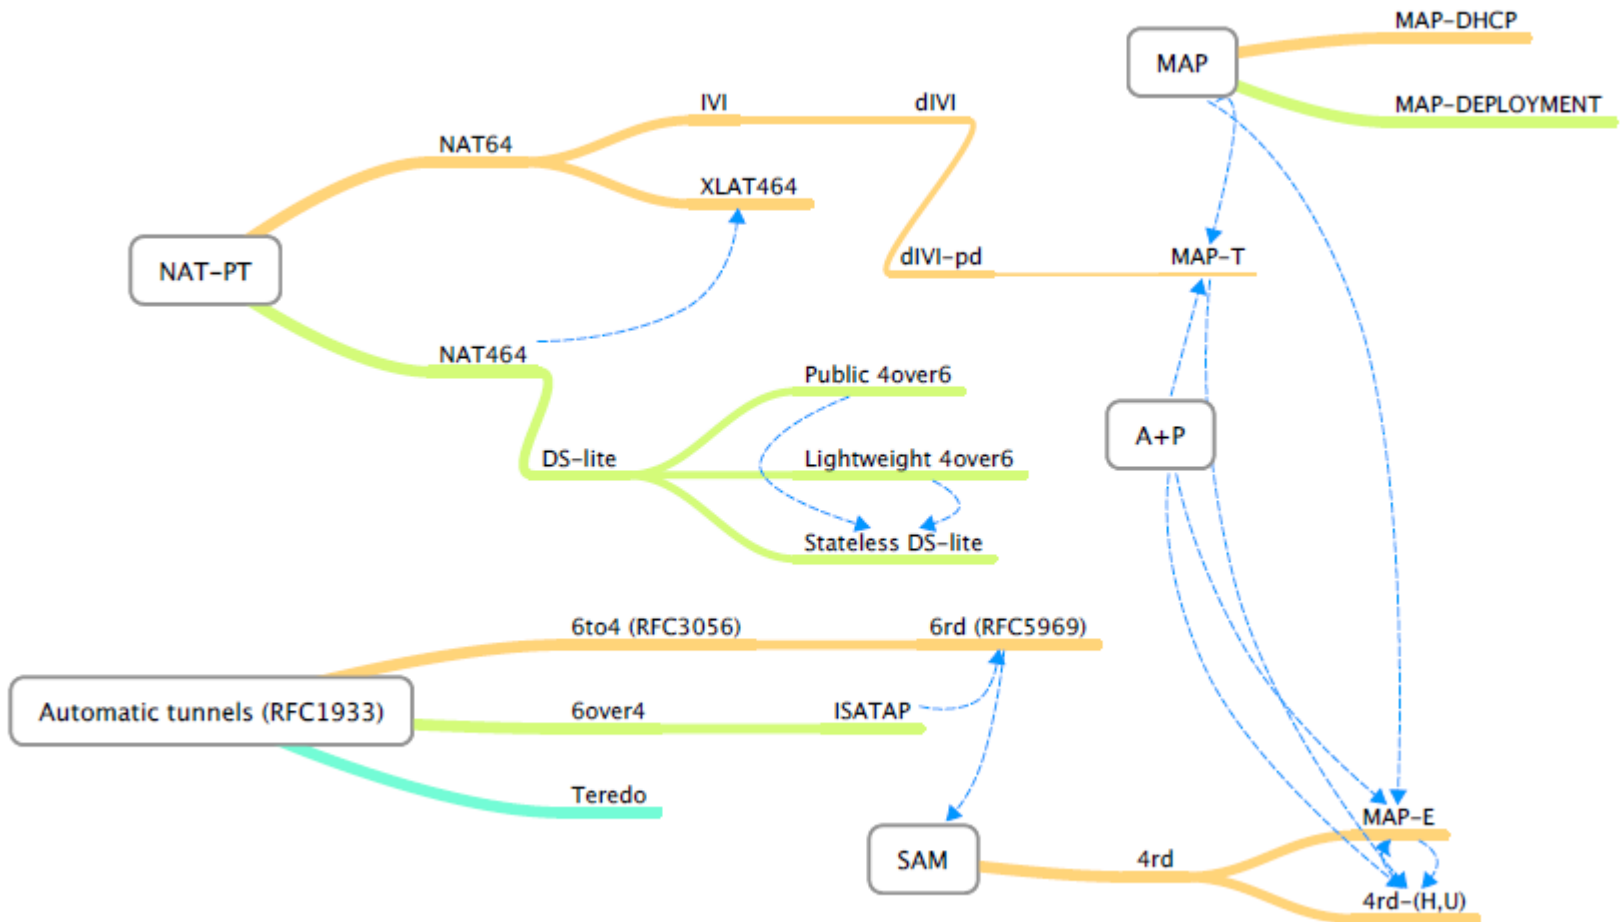 MAP-DHCP
MAP
MAP-DEPLOYMENT
IVI
dIVI
NAT64
XLAT464
NAT-PT
dIVI-pd
MAP-T
NAT464
Public 4over6
A+P
DS-lite
Lightweight 4over6
Stateless DS-lite
6to4 (RFC3056)
6rd (RFC5969)
Automatic tunnels (RFC1933)
6over4
ISATAP
Teredo
MAP-E
SAM
4rd
4rd-(H,U)